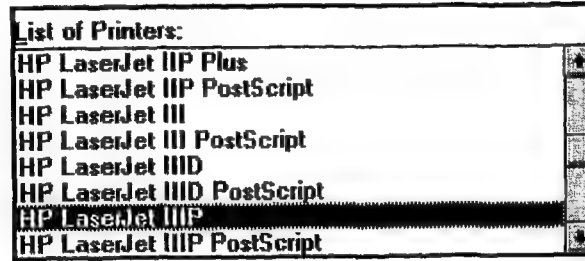 List of Printers:
HP LaserJet IIP Plus
HP LaserJet IIP PostScript
HP LaserJet III
HP LaserJet III PostScript
HP LaserJet IIID
HP LaserJet IIID PostScript
HP LaserJet IIIP
HP LaserJet IIIP PostScript